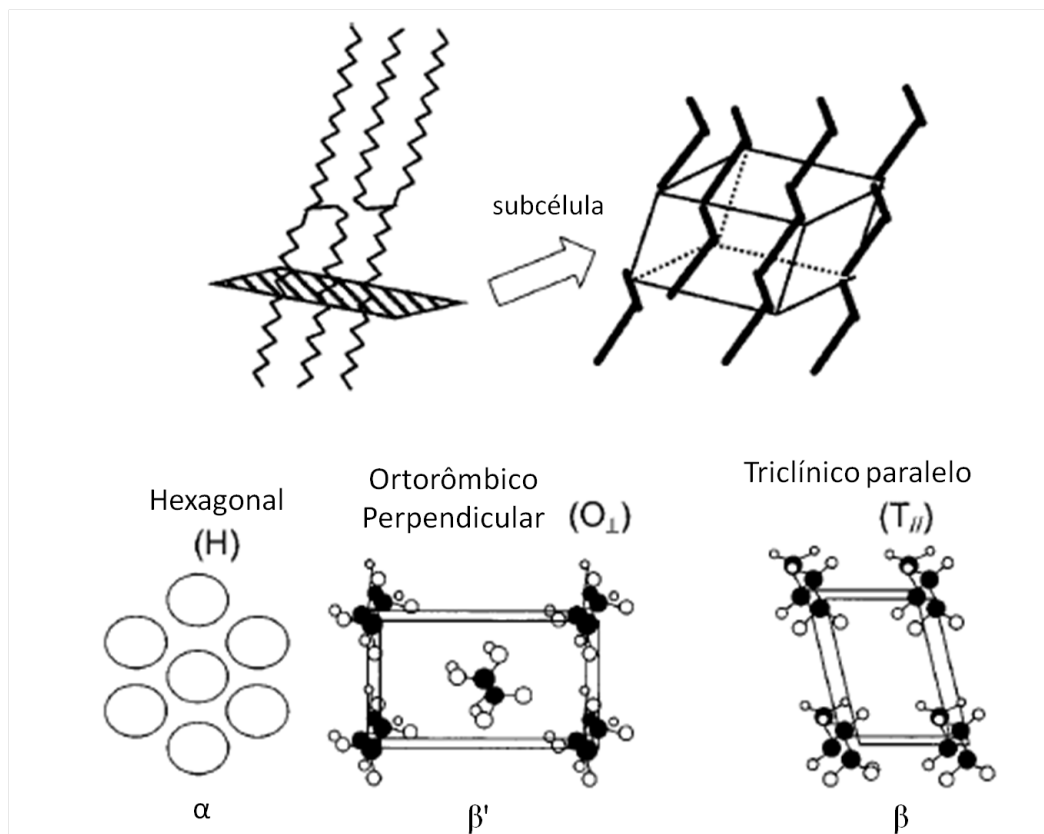 subcélula
Hexagonal
(H)
Ortorômbico
Perpendicular
(O⊥)
Triclínico paralelo
(T//)
α
β'
β